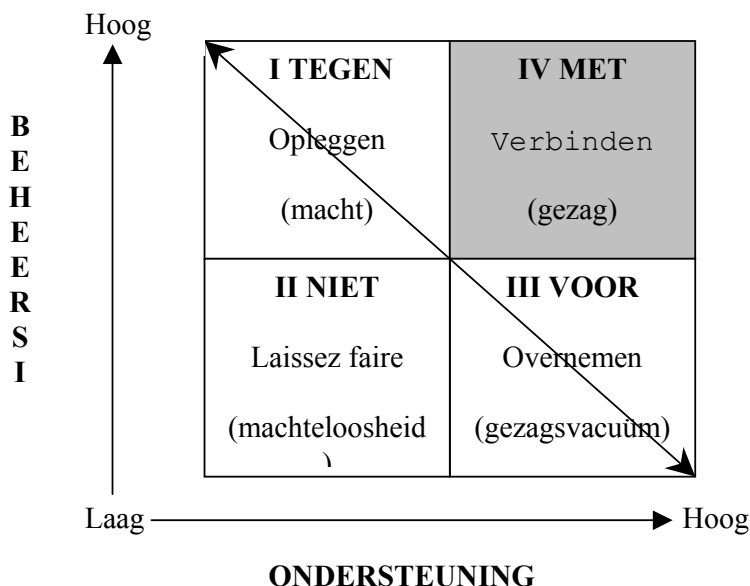 Hoog
B
E
H
E
E
R
S
I
I TEGEN
Opleggen
(macht)
IV MET
Verbinden
(gezag)
II NIET
Laissez faire
(machteloosheid
)
III VOOR
Overnemen
(gezagsvacuüm)
Laag
Hoog
ONDERSTEUNING